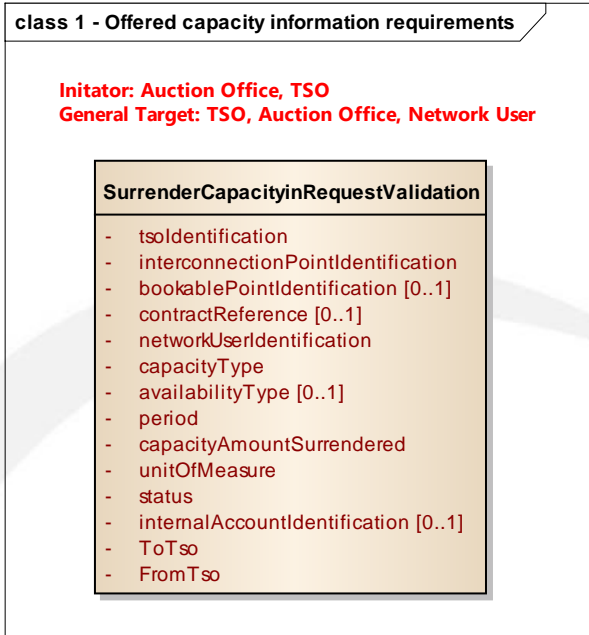 class 1 - Offered capacity information requirements
Initator: Auction Office, TSO
General Target: TSO, Auction Office, Network User
SurrenderCapacityinRequestValidation
- tsoIdentification
- interconnectionPointIdentification
- bookablePointIdentification [0..1]
- contractReference [0..1]
- networkUserIdentification
- capacityType
- availabilityType [0..1]
- period
- capacityAmountSurrendered
- unitOfMeasure
- status
- internalAccountIdentification [0..1]
- ToTso
- FromTso